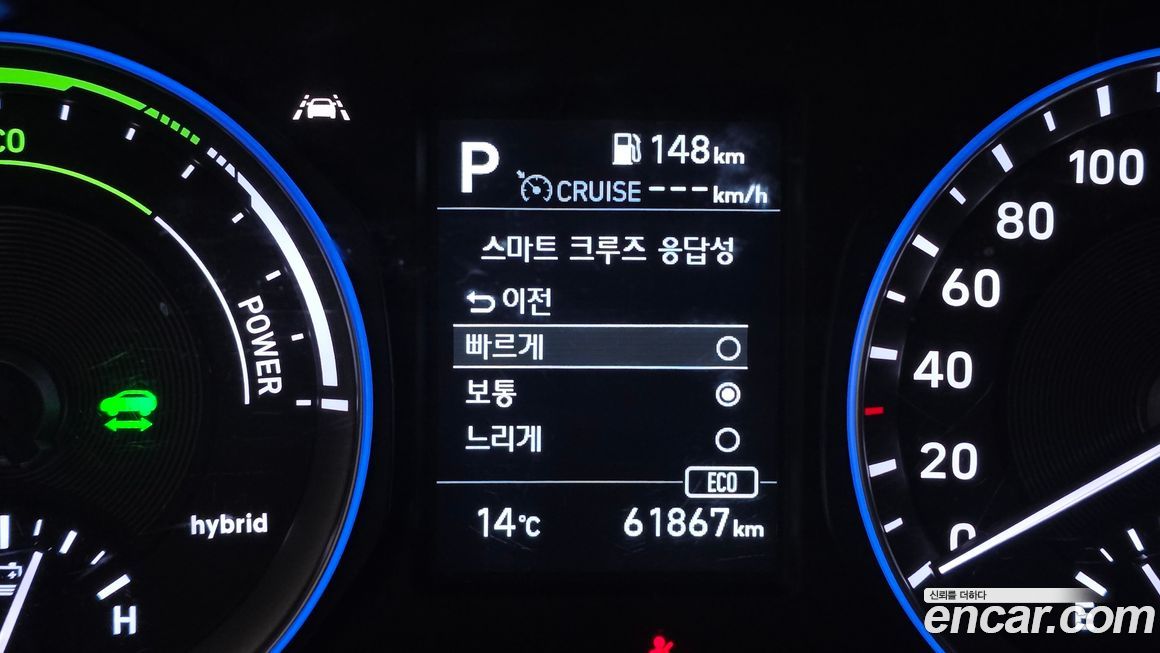 P
148km
CRUISE ---km/h
스마트 크루즈 응답성
이전
빠르게
보통
느리게
ECO
14℃
61867km
POWER
hybrid
H
100
80
60
40
20
0
신뢰를 더하다
encar.com